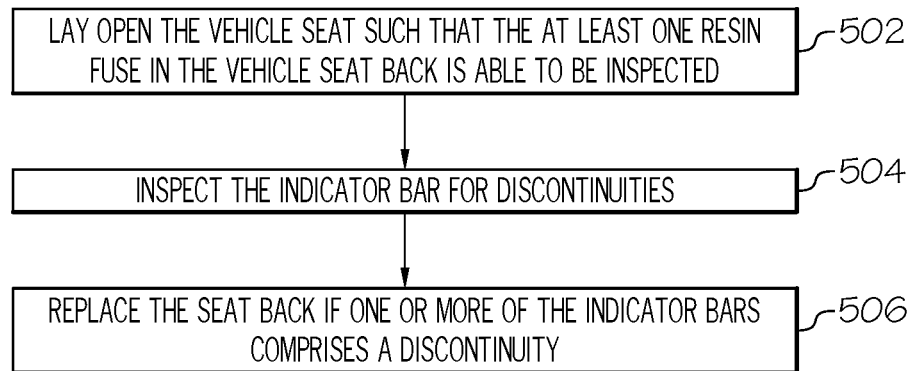 LAY OPEN THE VEHICLE SEAT SUCH THAT THE AT LEAST ONE RESIN
FUSE IN THE VEHICLE SEAT BACK IS ABLE TO BE INSPECTED
502
INSPECT THE INDICATOR BAR FOR DISCONTINUITIES
504
REPLACE THE SEAT BACK IF ONE OR MORE OF THE INDICATOR BARS
COMPRISES A DISCONTINUITY
506